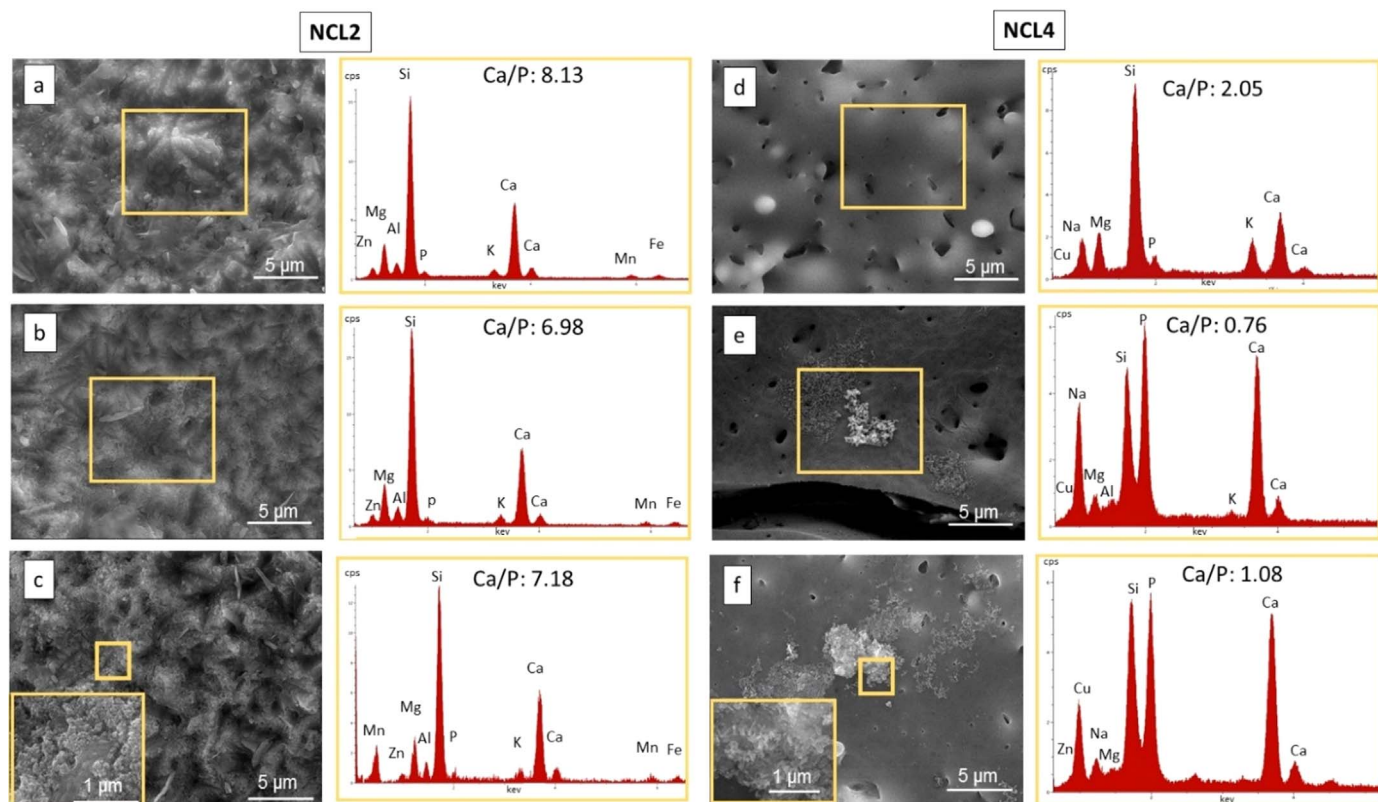 NCL2
NCL4
a
5 µm
cps
Ca/P: 8.13
Si
Ca
Mg
Al
Zn
P
K
Ca
Mn
Fe
kev
d
5 µm
cps
Ca/P: 2.05
Si
Ca
Na
Mg
K
Cu
P
Ca
b
5 µm
cps
Ca/P: 6.98
Si
Ca
Mg
Zn
Al
p
K
Ca
Mn
Fe
kev
e
5 µm
cps
Ca/P: 0.76
P
Si
Ca
Na
Mg
Cu
Al
K
Ca
kev
c
1 µm
5 µm
cps
Ca/P: 7.18
Si
Ca
Mg
Mn
Al
P
Zn
K
Ca
Mn
Fe
kev
f
1 µm
5 µm
cps
Ca/P: 1.08
Si
P
Ca
Cu
Zn
Na
Mg
Ca
kev